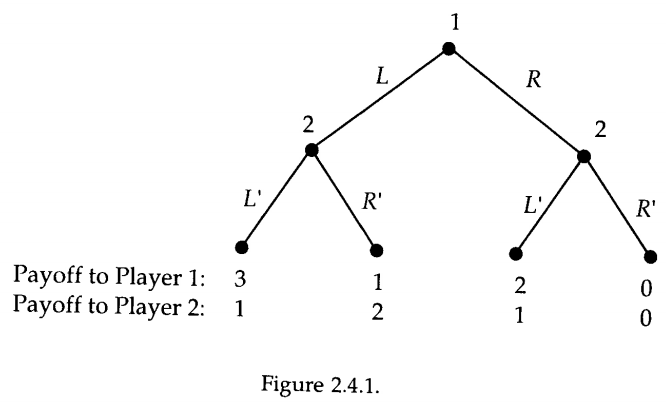 1
L R
2 2
L' R' L' R'
Payoff to Player 1: 3 1 2 0
Payoff to Player 2: 1 2 1 0
Figure 2.4.1.